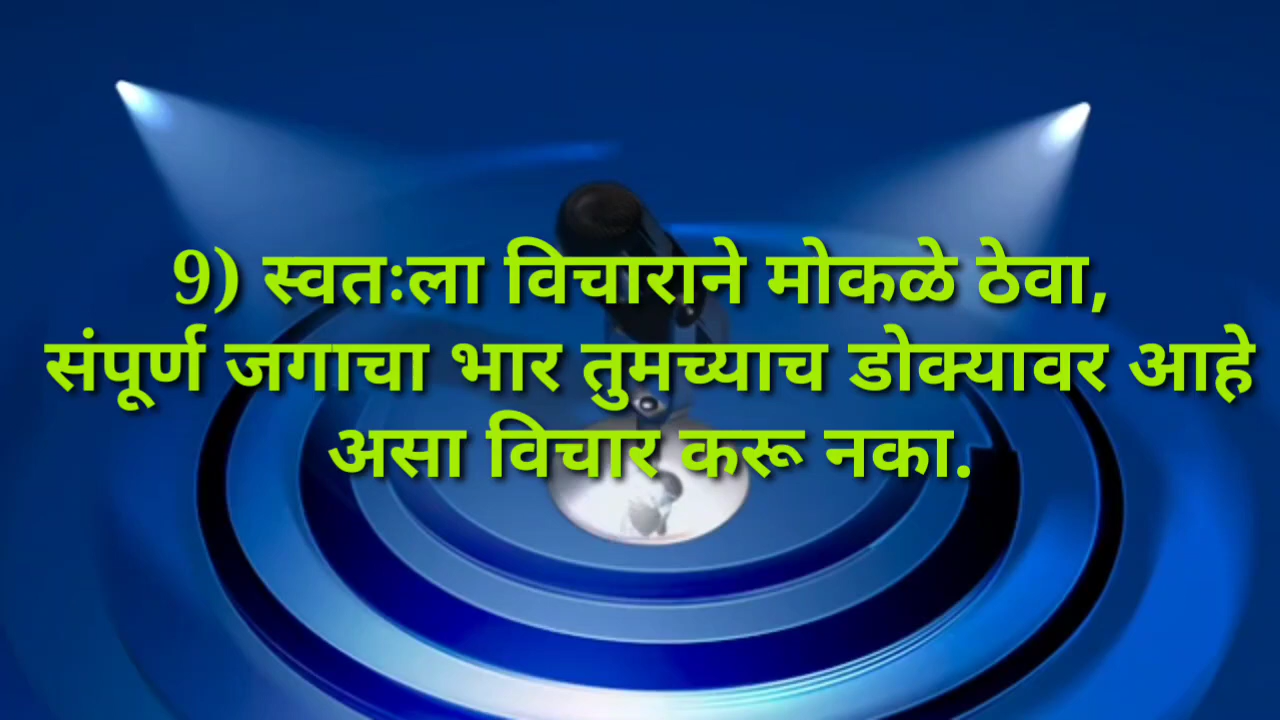 9) स्वतःला विचाराने मोकळे ठेवा,
संपूर्ण जगाचा भार तुमच्याच डोक्यावर आहे
असा विचार करू नका.